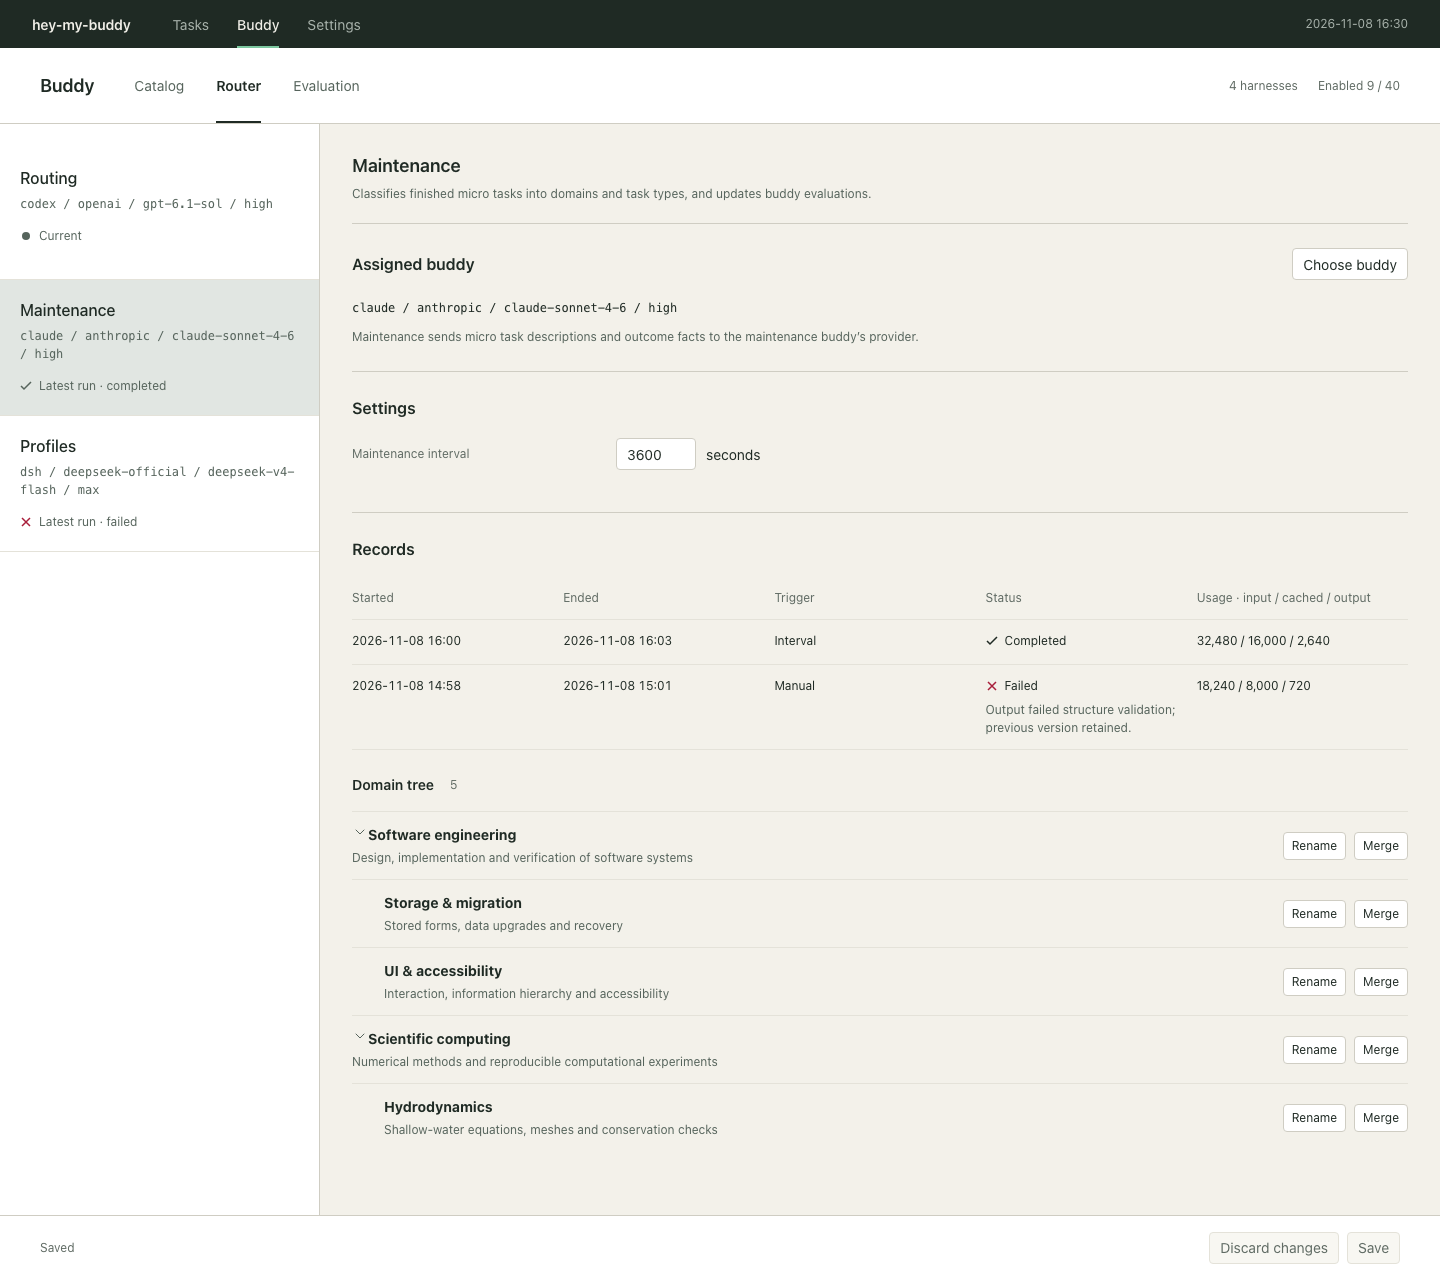 hey-my-buddy Tasks Buddy Settings 2026-11-08 16:30
Buddy Catalog Router Evaluation 4 harnesses Enabled 9 / 40
Routing
codex / openai / gpt-6.1-sol / high
Current
Maintenance
claude / anthropic / claude-sonnet-4-6
/ high
Latest run · completed
Profiles
dsh / deepseek-official / deepseek-v4-
flash / max
Latest run · failed
Maintenance
Classifies finished micro tasks into domains and task types, and updates buddy evaluations.
Assigned buddy Choose buddy
claude / anthropic / claude-sonnet-4-6 / high
Maintenance sends micro task descriptions and outcome facts to the maintenance buddy's provider.
Settings
Maintenance interval 3600 seconds
Records
Started Ended Trigger Status Usage · input / cached / output
2026-11-08 16:00 2026-11-08 16:03 Interval Completed 32,480 / 16,000 / 2,640
2026-11-08 14:58 2026-11-08 15:01 Manual Failed 18,240 / 8,000 / 720
Output failed structure validation;
previous version retained.
Domain tree 5
Software engineering Rename Merge
Design, implementation and verification of software systems
Storage & migration Rename Merge
Stored forms, data upgrades and recovery
UI & accessibility Rename Merge
Interaction, information hierarchy and accessibility
Scientific computing Rename Merge
Numerical methods and reproducible computational experiments
Hydrodynamics Rename Merge
Shallow-water equations, meshes and conservation checks
Saved Discard changes Save